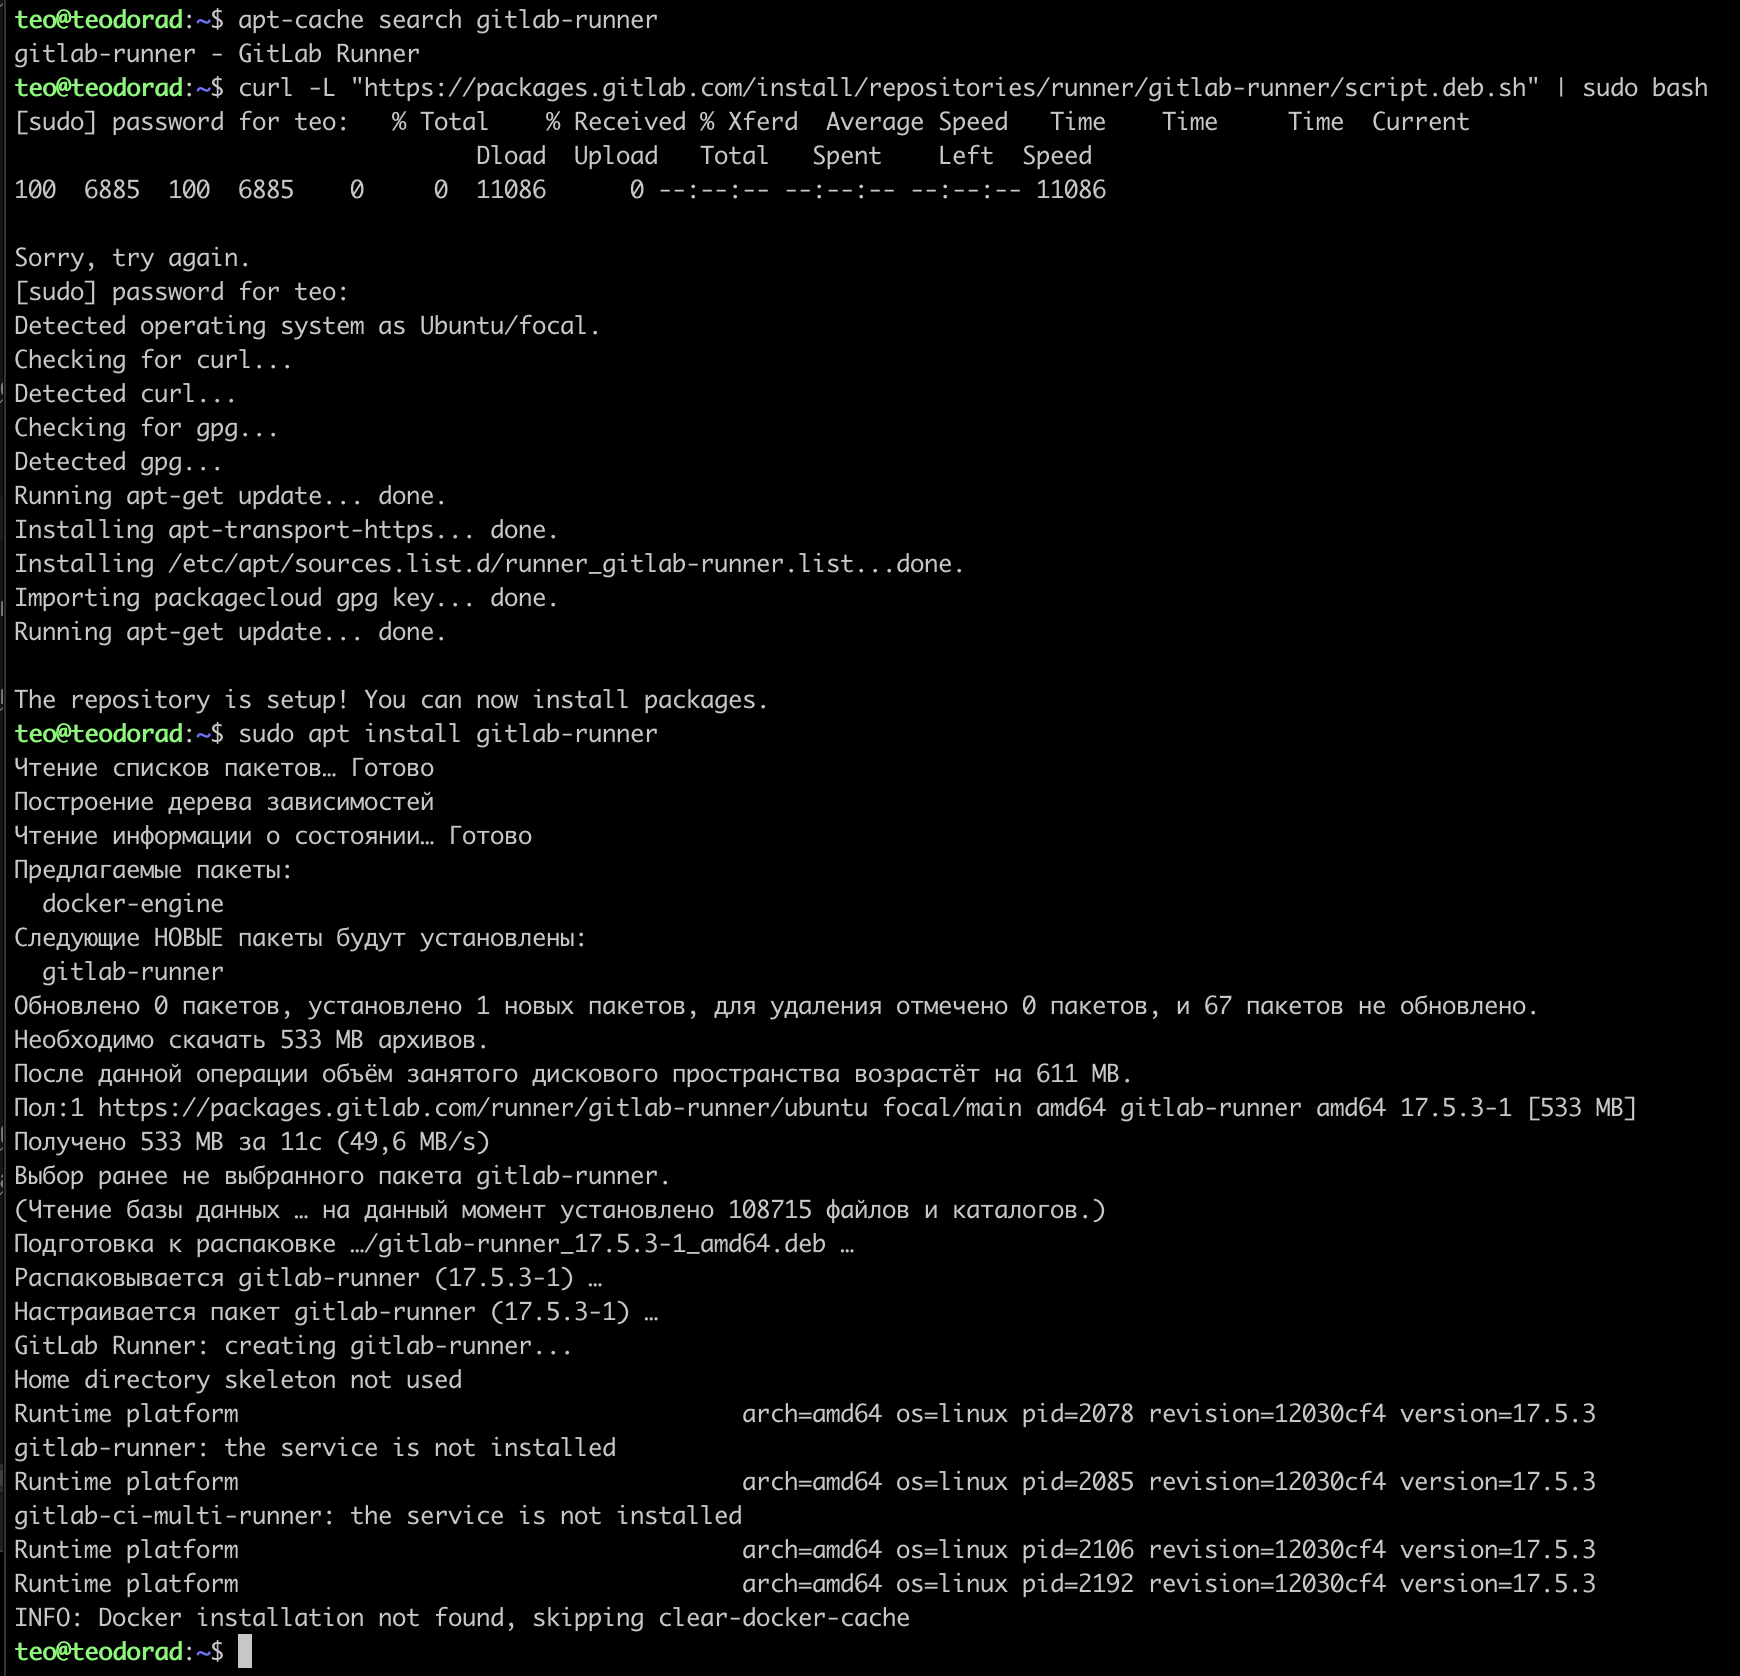 teo@teodorad:~$ apt-cache search gitlab-runner
gitlab-runner - GitLab Runner
teo@teodorad:~$ curl -L "https://packages.gitlab.com/install/repositories/runner/gitlab-runner/script.deb.sh" | sudo bash
[sudo] password for teo:   % Total    % Received % Xferd  Average Speed   Time    Time     Time  Current
                                 Dload  Upload   Total   Spent    Left  Speed
100  6885  100  6885    0     0  11086      0 --:--:-- --:--:-- --:--:-- 11086
Sorry, try again.
[sudo] password for teo:
Detected operating system as Ubuntu/focal.
Checking for curl...
Detected curl...
Checking for gpg...
Detected gpg...
Running apt-get update... done.
Installing apt-transport-https... done.
Installing /etc/apt/sources.list.d/runner_gitlab-runner.list...done.
Importing packagecloud gpg key... done.
Running apt-get update... done.
The repository is setup! You can now install packages.
teo@teodorad:~$ sudo apt install gitlab-runner
Чтение списков пакетов… Готово
Построение дерева зависимостей
Чтение информации о состоянии… Готово
Предлагаемые пакеты:
  docker-engine
Следующие НОВЫЕ пакеты будут установлены:
  gitlab-runner
Обновлено 0 пакетов, установлено 1 новых пакетов, для удаления отмечено 0 пакетов, и 67 пакетов не обновлено.
Необходимо скачать 533 MB архивов.
После данной операции объём занятого дискового пространства возрастёт на 611 MB.
Пол:1 https://packages.gitlab.com/runner/gitlab-runner/ubuntu focal/main amd64 gitlab-runner amd64 17.5.3-1 [533 MB]
Получено 533 MB за 11с (49,6 MB/s)
Выбор ранее не выбранного пакета gitlab-runner.
(Чтение базы данных … на данный момент установлено 108715 файлов и каталогов.)
Подготовка к распаковке …/gitlab-runner_17.5.3-1_amd64.deb …
Распаковывается gitlab-runner (17.5.3-1) …
Настраивается пакет gitlab-runner (17.5.3-1) …
GitLab Runner: creating gitlab-runner...
Home directory skeleton not used
Runtime platform                                    arch=amd64 os=linux pid=2078 revision=12030cf4 version=17.5.3
gitlab-runner: the service is not installed
Runtime platform                                    arch=amd64 os=linux pid=2085 revision=12030cf4 version=17.5.3
gitlab-ci-multi-runner: the service is not installed
Runtime platform                                    arch=amd64 os=linux pid=2106 revision=12030cf4 version=17.5.3
Runtime platform                                    arch=amd64 os=linux pid=2192 revision=12030cf4 version=17.5.3
INFO: Docker installation not found, skipping clear-docker-cache
teo@teodorad:~$